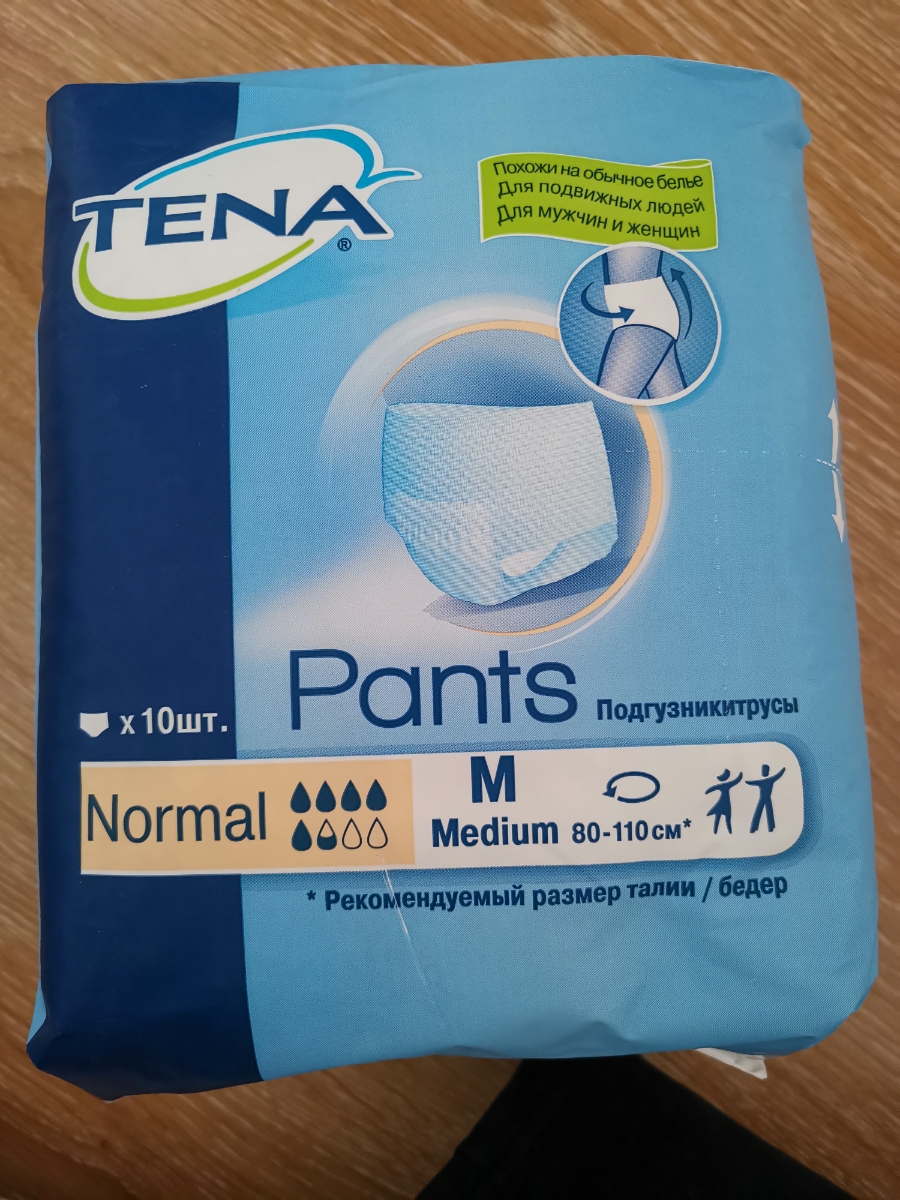 TENA®
Похожи на обычное белье
Для подвижных людей
Для мужчин и женщин
Pants Подгузникитрусы
x 10шт.
Normal
M
Medium 80-110 см*
* Рекомендуемый размер талии / бедер